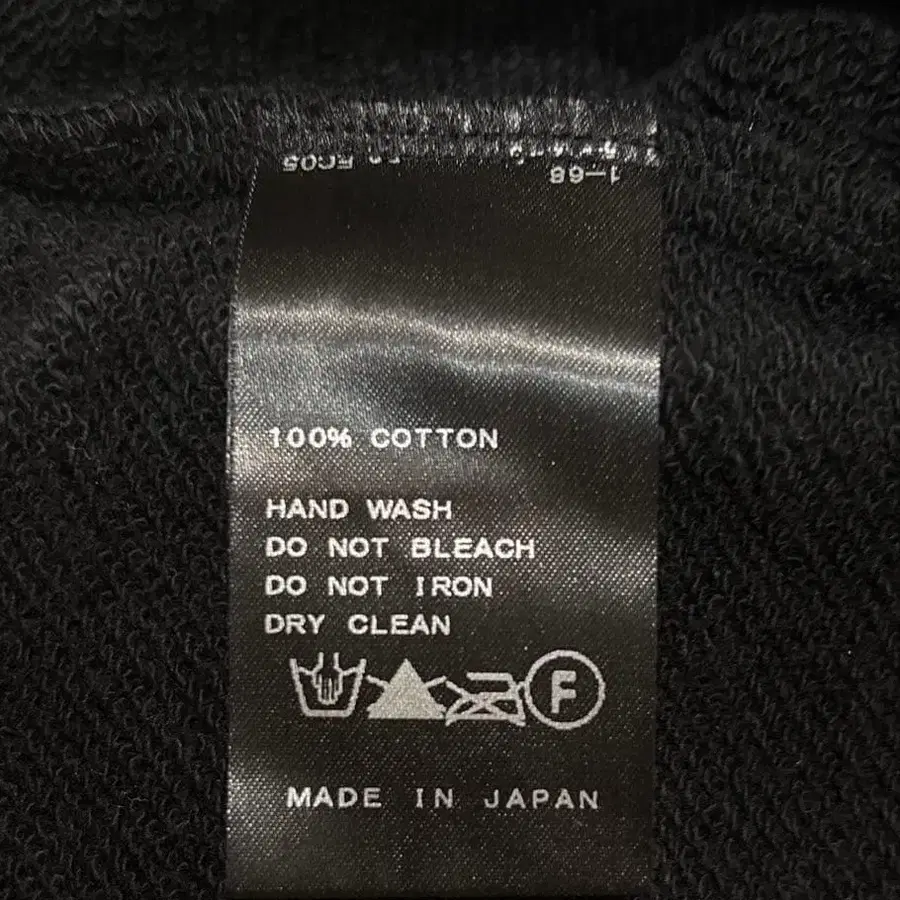 100% COTTON
HAND WASH
DO NOT BLEACH
DO NOT IRON
DRY CLEAN
F
MADE IN JAPAN